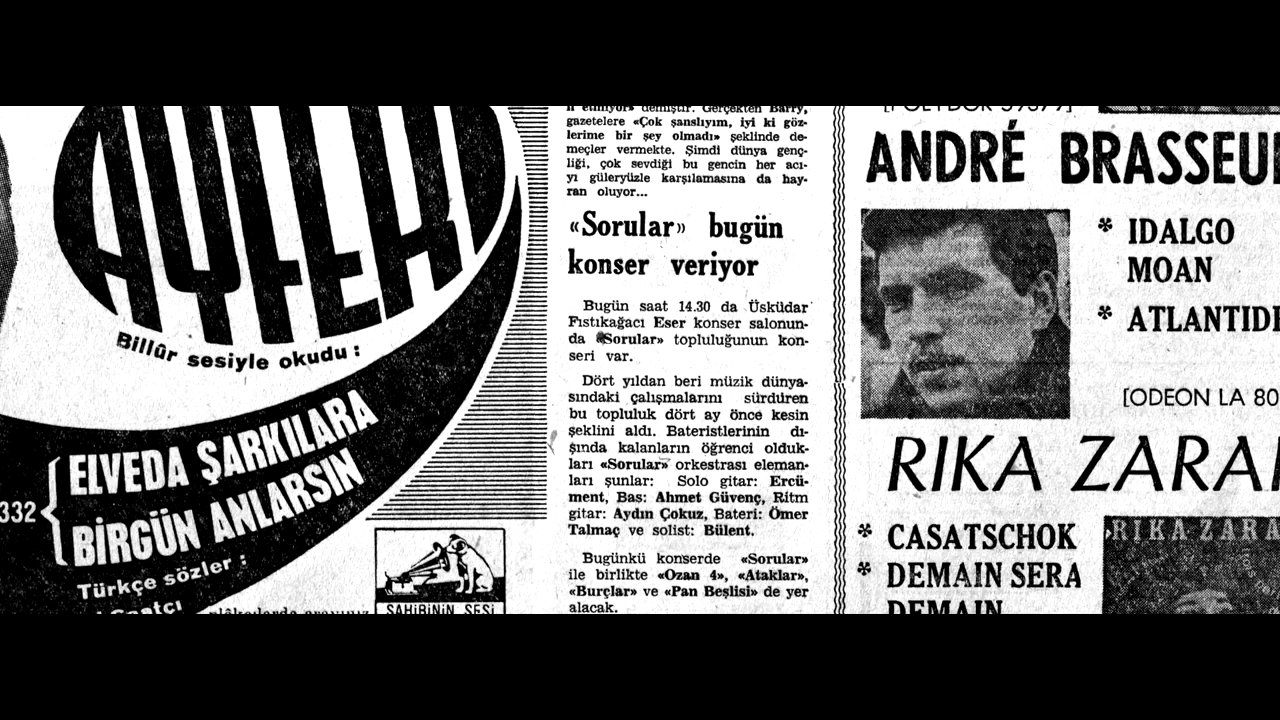 AYFERİ
Billûr sesiyle okudu :
332
ELVEDA ŞARKILARA
BİRGÜN ANLARSIN
Türkçe sözler :
SAHİBİNİN SESİ
n etmiyor» demiştir. Gerçekten Barry,
gazetelere «Çok şanslıyım, iyi ki göz-
lerime bir şey olmadı» şeklinde de-
meçler vermekte. Şimdi dünya genç-
liği, çok sevdiği bu gencin her acı-
yı güleryüzle karşılamasına da hay-
ran oluyor...
«Sorular» bugün
konser veriyor
Bugün saat 14.30 da Üsküdar
Fıstıkağacı Eser konser salonun-
da «Sorular» topluluğunun kon-
seri var.
Dört yıldan beri müzik dünya-
sındaki çalışmalarını sürdüren
bu topluluk dört ay önce kesin
şeklini aldı. Bateristlerinin dı-
şında kalanların öğrenci olduk-
ları «Sorular» orkestrası eleman-
ları şunlar: Solo gitar: Ercü-
ment, Bas: Ahmet Güvenç, Ritm
gitar: Aydın Çokuz, Bateri: Ömer
Talmaç ve solist: Bülent.
Bugünkü konserde «Sorular»
ile birlikte «Ozan 4», «Ataklar»,
«Burçlar» ve «Pan Beşlisi» de yer
alacak.
ANDRÉ BRASSEU
* IDALGO
MOAN
* ATLANTID
[ODEON LA 80
RIKA ZARA
* CASATSCHOK
* DEMAIN SERA
DEMAIN
RIKA ZARA